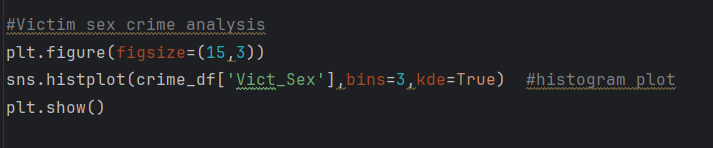 #Victim sex crime analysis
plt.figure(figsize=(15,3))
sns.histplot(crime_df['Vict_Sex'],bins=3,kde=True)  #histogram plot
plt.show()